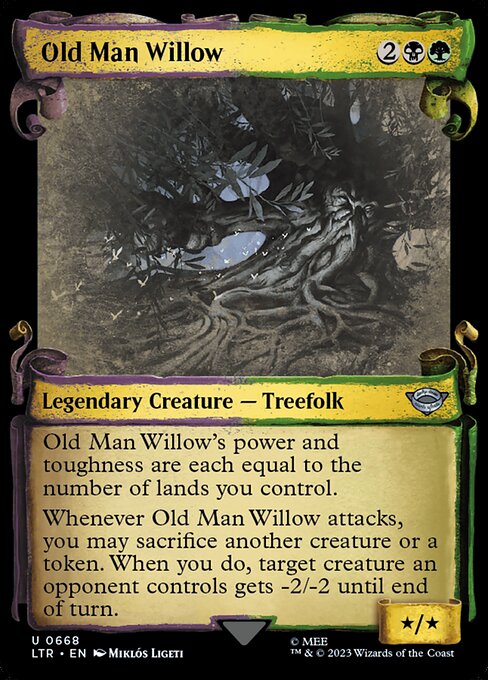 Old Man Willow 2
Legendary Creature — Treefolk
Old Man Willow's power and
toughness are each equal to the
number of lands you control.
Whenever Old Man Willow attacks,
you may sacrifice another creature or a
token. When you do, target creature an
opponent controls gets -2/-2 until end
of turn.
★/★
U 0668
LTR • EN Miklós Ligeti
© MEE
™ & © 2023 Wizards of the Coast